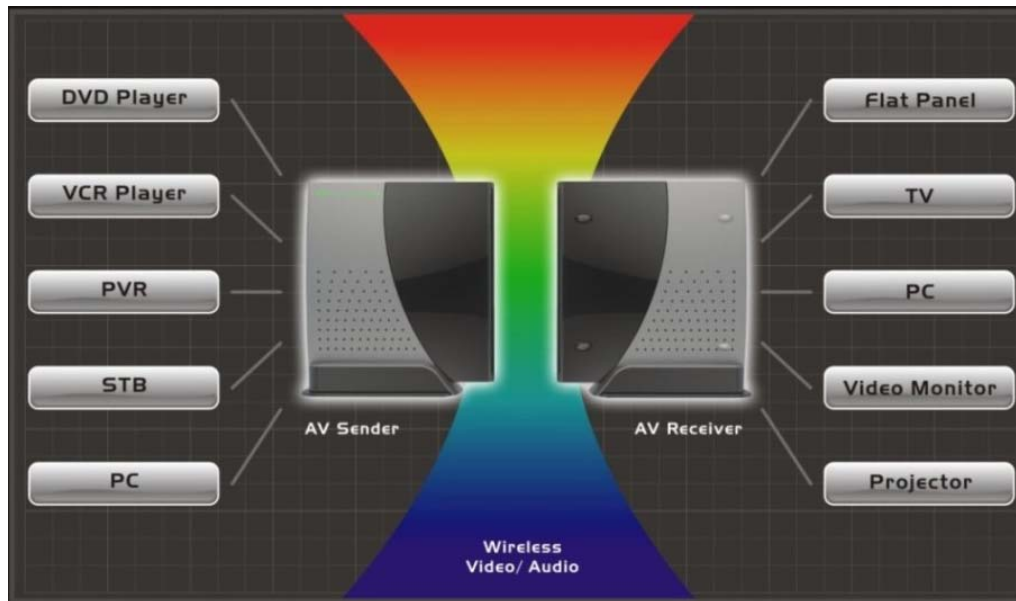 DVD Player
VCR Player
PVR
STB
PC
AV Sender
AV Receiver
Wireless
Video/ Audio
Flat Panel
TV
PC
Video Monitor
Projector